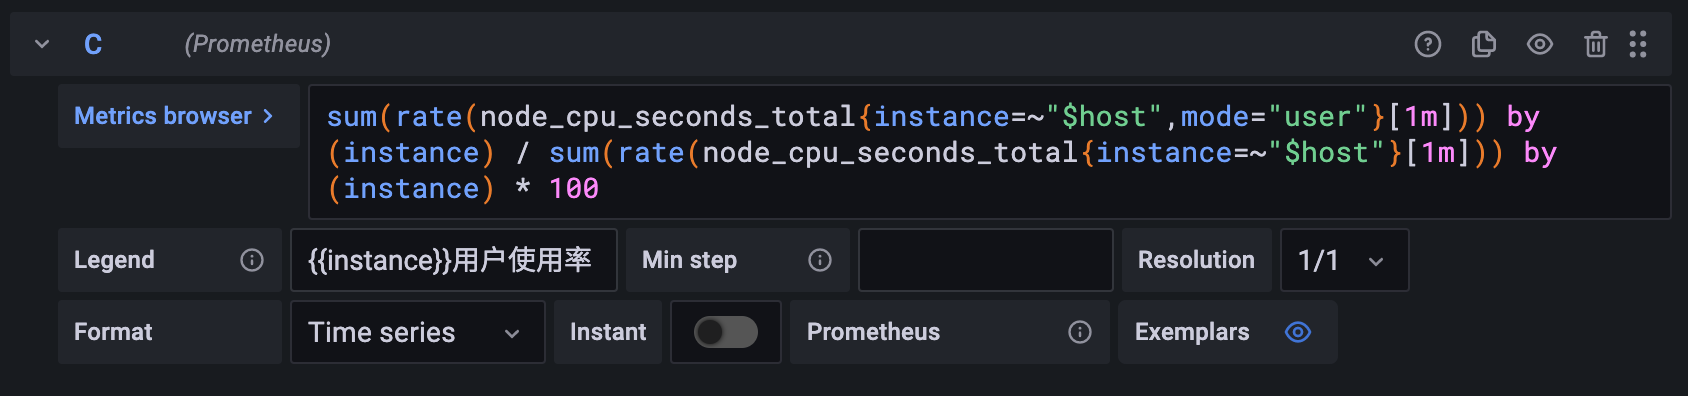 C (Prometheus)
Metrics browser >
sum(rate(node_cpu_seconds_total{instance=~"$host",mode="user"}[1m])) by
(instance) / sum(rate(node_cpu_seconds_total{instance=~"$host"}[1m])) by
(instance) * 100
Legend {{instance}}用户使用率 Min step Resolution 1/1
Format Time series Instant Prometheus Exemplars